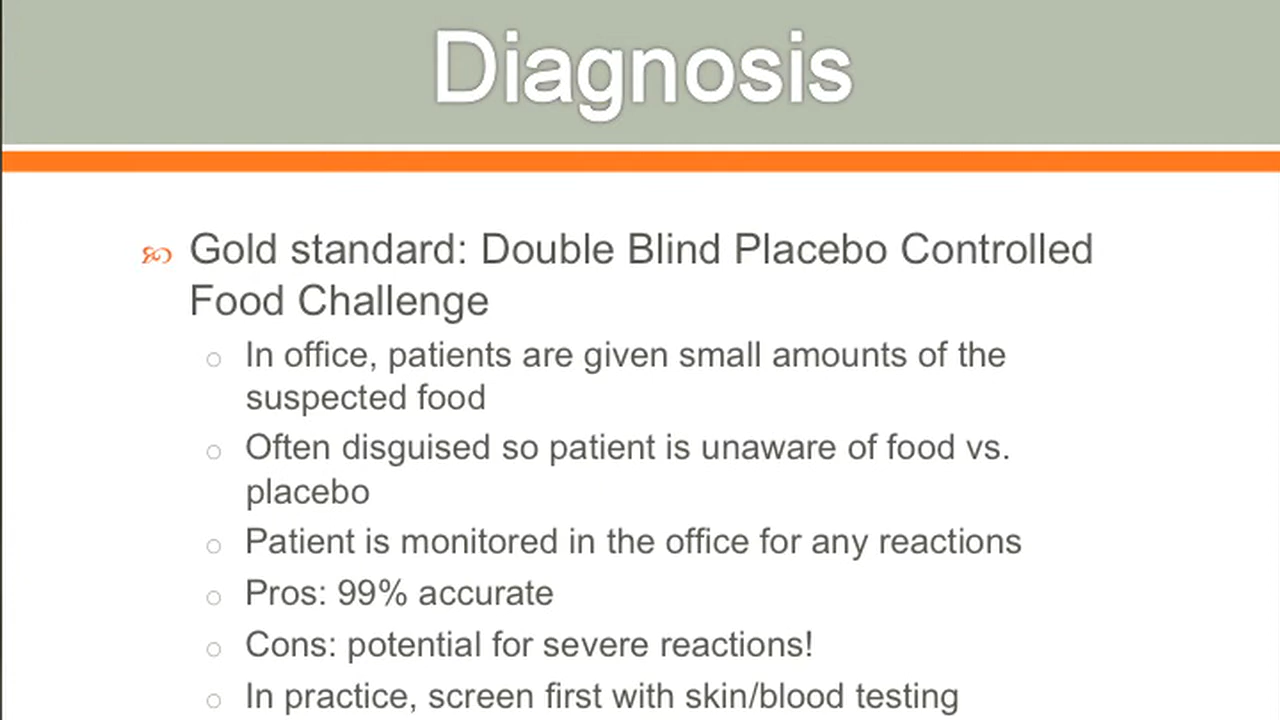 Diagnosis
Gold standard: Double Blind Placebo Controlled
Food Challenge
In office, patients are given small amounts of the
suspected food
Often disguised so patient is unaware of food vs.
placebo
Patient is monitored in the office for any reactions
Pros: 99% accurate
Cons: potential for severe reactions!
In practice, screen first with skin/blood testing